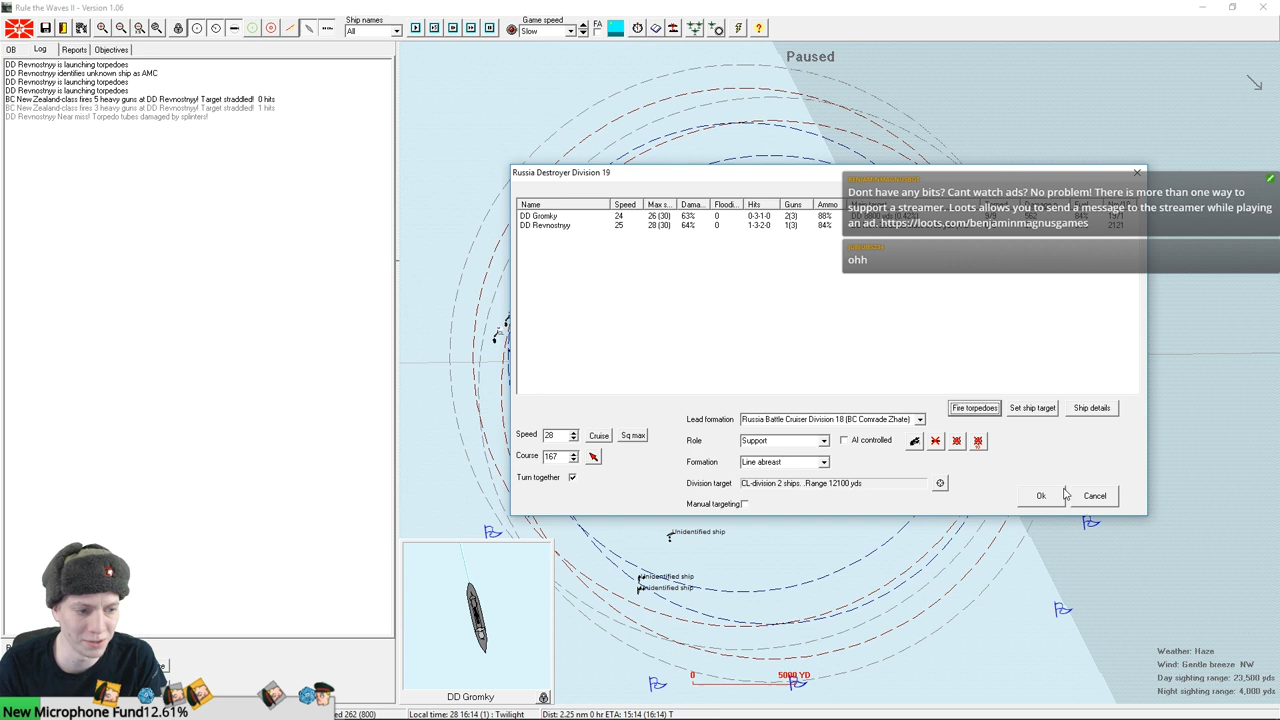 Rule the Waves II - Version 1.06
Ship names
All
Game speed
Slow
FA
OB
Log
Reports
Objectives
DD Revnostnyy is launching torpedoes
DD Revnostnyy identifies unknown ship as AMC
DD Revnostnyy is launching torpedoes
DD Revnostnyy is launching torpedoes
BC New Zealand-class fires 5 heavy guns at DD Revnostnyy! Target straddled! 0 hits
BC New Zealand-class fires 3 heavy guns at DD Revnostnyy! Target straddled! 1 hits
DD Revnostnyy Near miss! Torpedo tubes damaged by splinters!
Paused
Russia Destroyer Division 19
Name Speed Max s... Dama... Floodi... Hits Guns Ammo
DD Gromky 24 26 (30) 63% 0 0-3-1-0 2(3) 88%
DD Revnostnyy 25 28 (30) 64% 0 1-3-2-0 1(3) 84%
Dont have any bits? Cant watch ads? No problem! There is more than one way to
support a streamer. Loots allows you to send a message to the streamer while playing
an ad. https://loots.com/benjaminmagnusgames
ohh
Fire torpedoes
Set ship target
Ship details
Lead formation
Russia Battle Cruiser Division 18 (BC Comrade Zhate)
Speed 28 Cruise Sq max
Role Support
AI controlled
Course 167
Formation Line abreast
Turn together
Division target CL-division 2 ships. .Range 12100 yds
Manual targeting
Ok
Cancel
Unidentified ship
Unidentified ship
Unidentified ship
DD Gromky
0 5000 YD
Weather: Haze
Wind: Gentle breeze NW
Day sighting range: 23,500 yds
Night sighting range: 4,000 yds
New Microphone Fund 12.61%
Local time: 28 16:14 (1) : Twilight
Dist: 2.25 nm 0 hr ETA: 15:14 (16:14) T